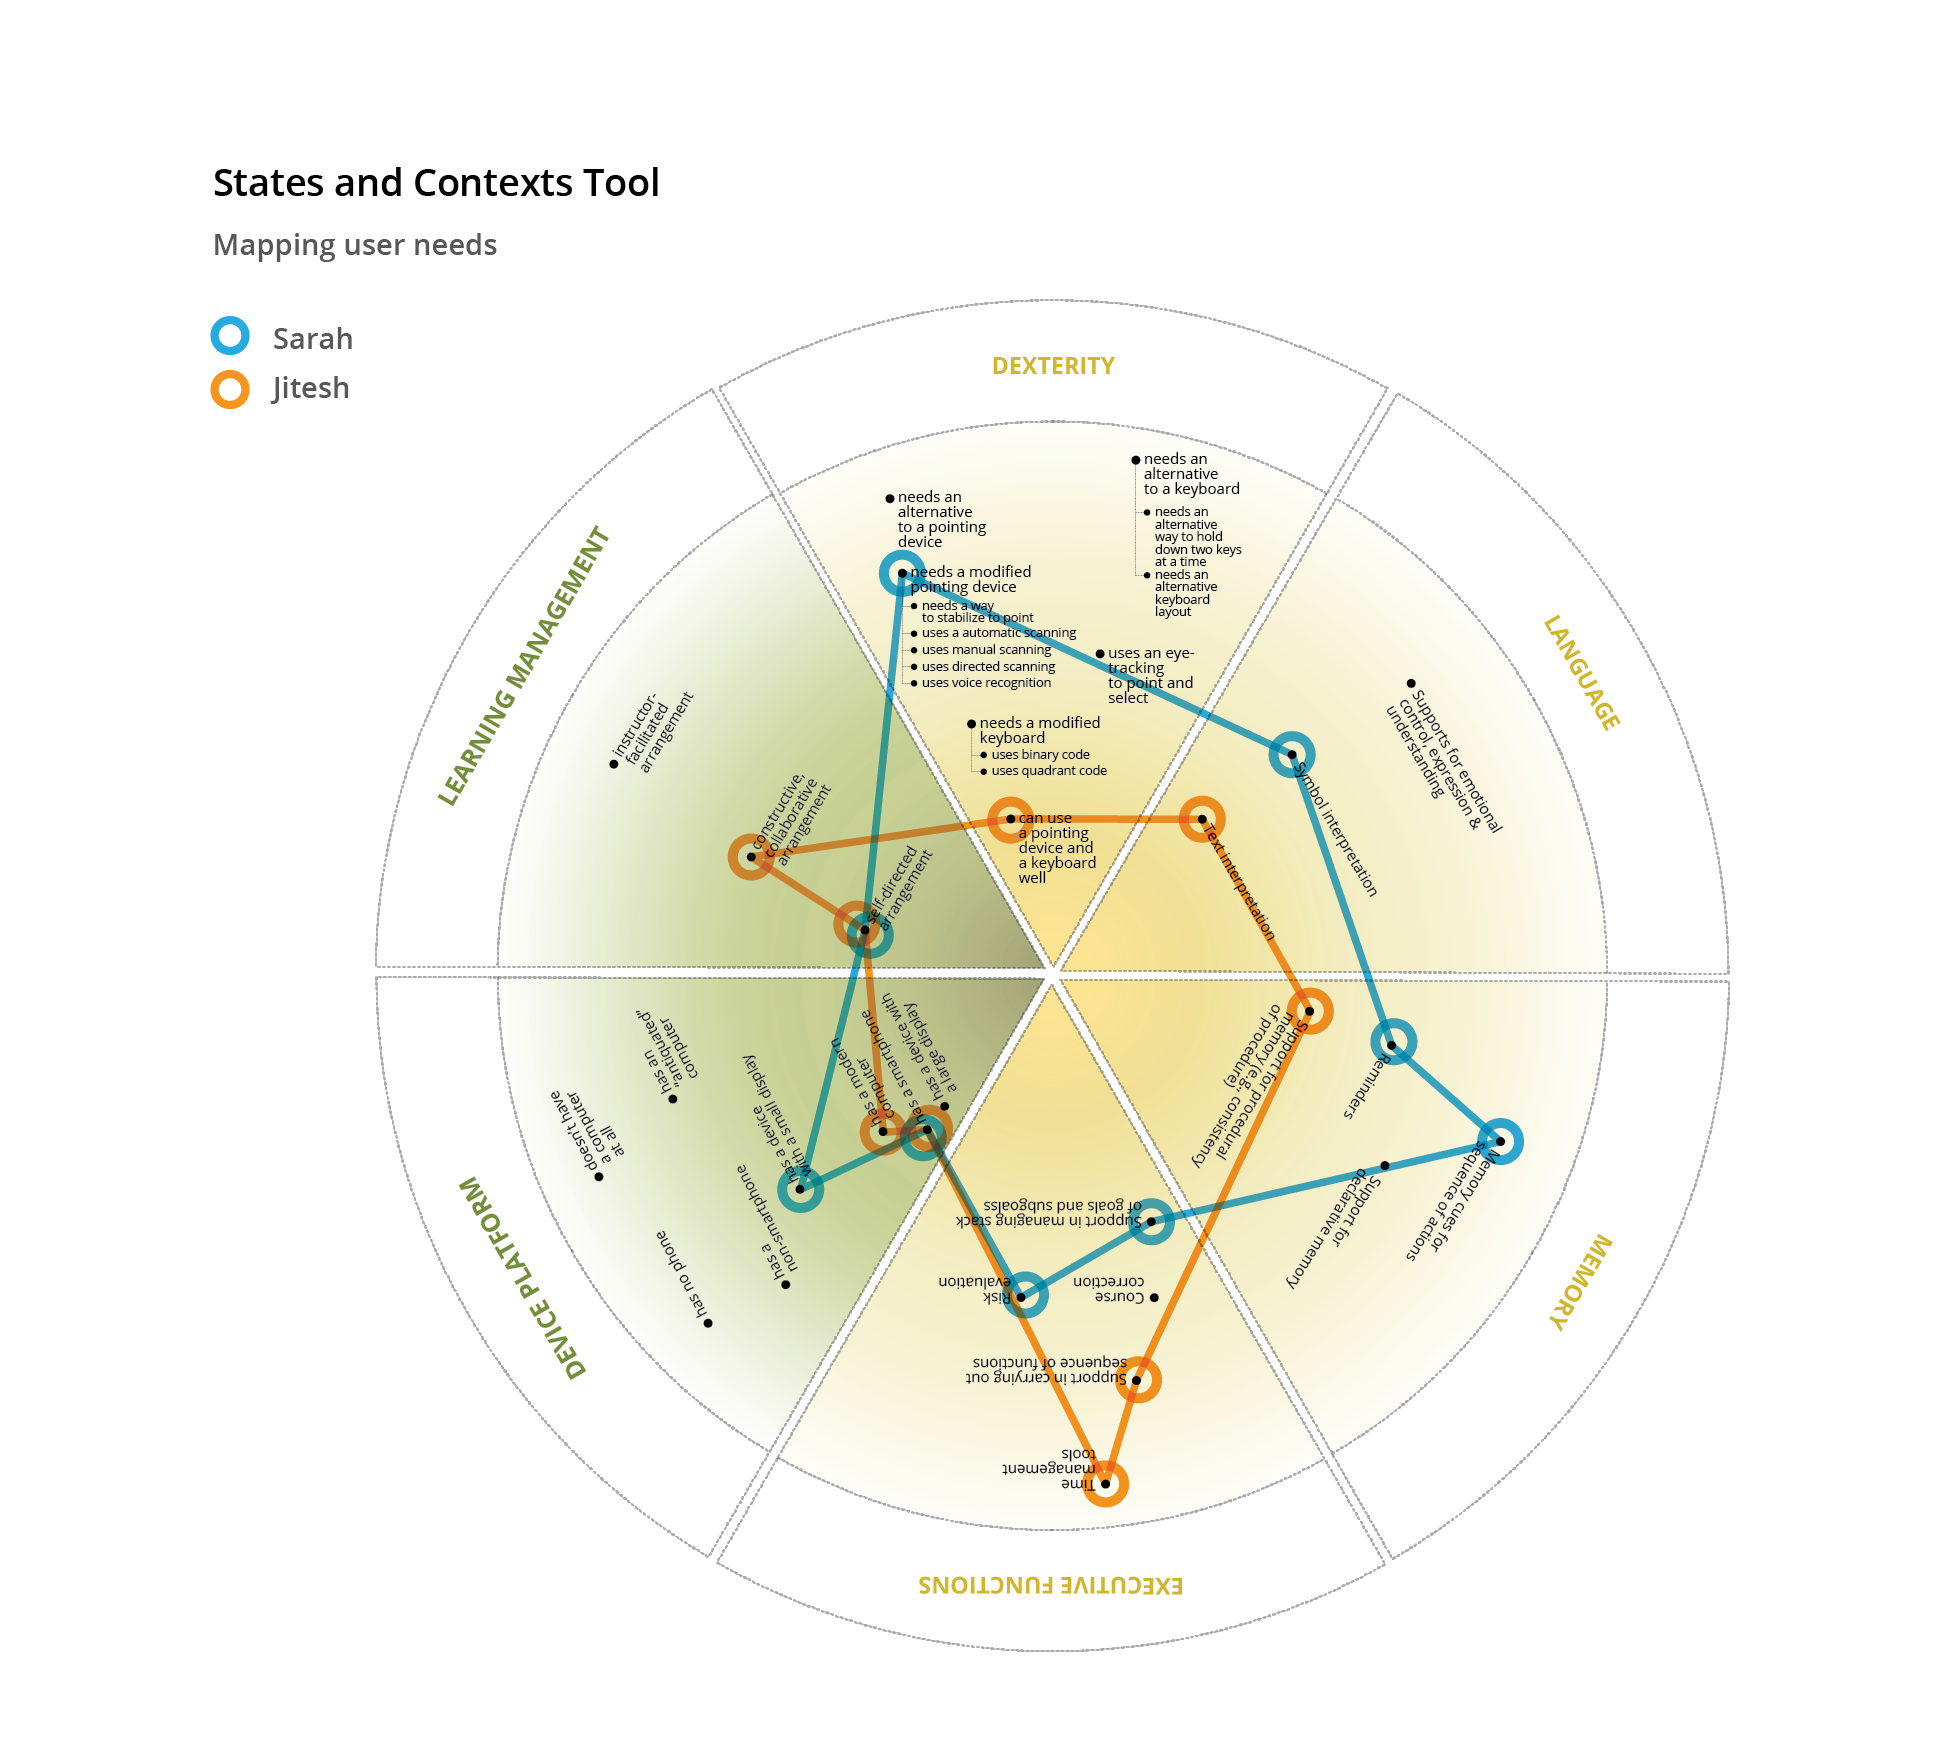 States and Contexts Tool
Mapping user needs
Sarah
Jitesh
DEXTERITY
needs an
alternative
to a pointing
device
needs a modified
pointing device
needs a way
to stabilize to point
uses a automatic scanning
uses manual scanning
uses directed scanning
uses voice recognition
needs an
alternative
to a keyboard
needs an
alternative
way to hold
down two keys
at a time
needs an
alternative
keyboard
layout
uses an eye-
tracking
to point and
select
needs a modified
keyboard
uses binary code
uses quadrant code
can use
a pointing
device and
a keyboard
well
LANGUAGE
Supports for emotional
control, expression &
understanding
Symbol interpretation
Text interpretation
MEMORY
Support for procedural
memory (e.g., consistency
of procedure)
Reminders
Support for
declarative memory
Memory cues for
sequence of actions
EXECUTIVE FUNCTIONS
Support in managing stack
of goals and subgoalss
Risk
evaluation
Course
correction
Support in carrying out
sequence of functions
Time
management
tools
DEVICE PLATFORM
has a device with
a large display
has a smartphone
has a modern
computer
has a device
with a small display
has a
non-smartphone
has no phone
has an
"antiquated"
computer
doesn't have
a computer
at all
LEARNING MANAGEMENT
instructor-
facilitated
arrangement
constructive,
collaborative
arrangement
self-directed
arrangement